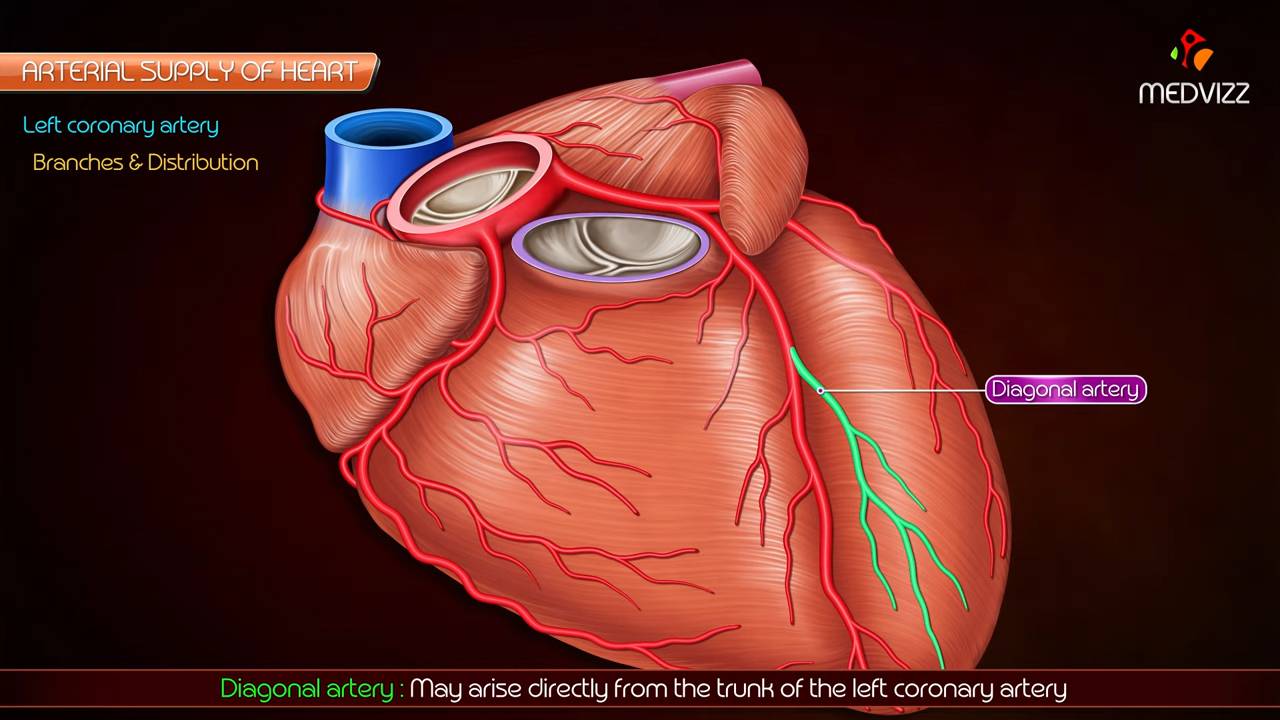 ARTERIAL SUPPLY OF HEART
MEDVIZZ
Left coronary artery
Branches & Distribution
Diagonal artery
Diagonal artery : May arise directly from the trunk of the left coronary artery